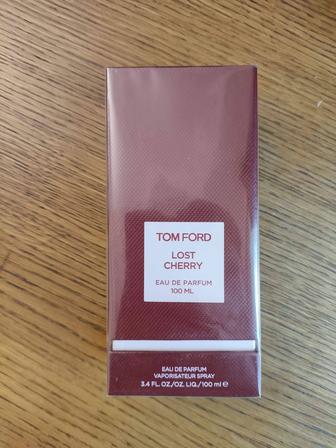 TOM FORD
LOST
CHERRY
EAU DE PARFUM
100 ML
EAU DE PARFUM
VAPORISATEUR SPRAY
3.4 FL. OZ./OZ. LIQ./100 ml ℮